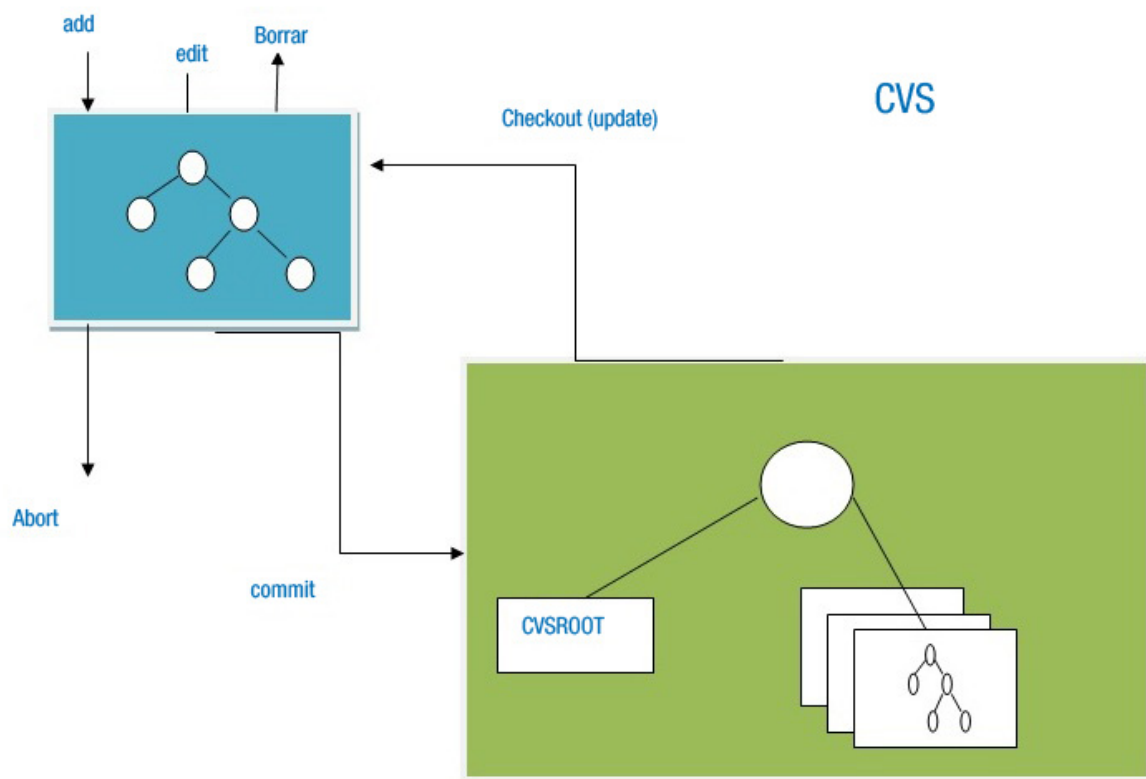 add
edit
Borrar
CVS
Checkout (update)
Abort
commit
CVSROOT